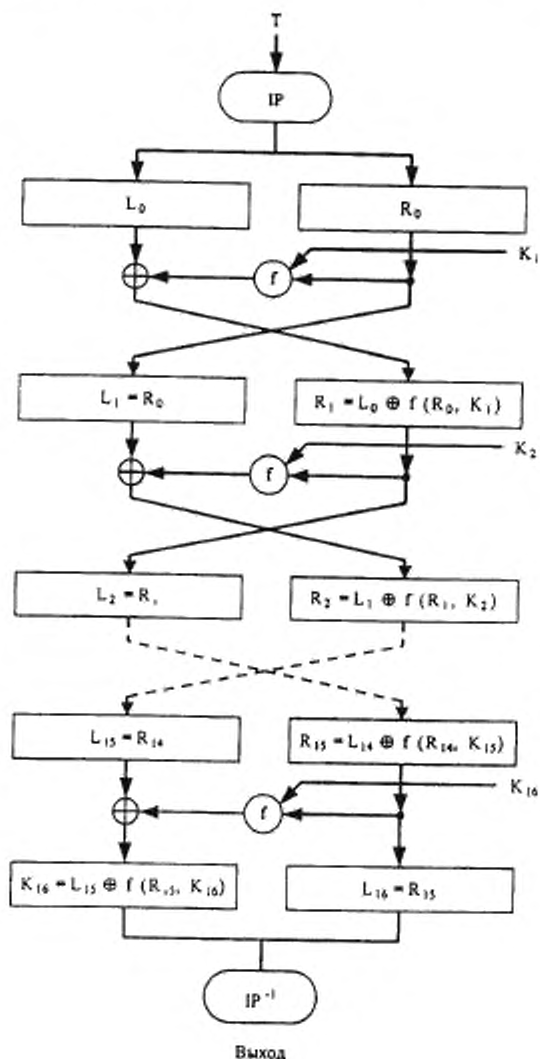 T
IP
L₀
R₀
K₁
f
L₁ = R₀
R₁ = L₀ ⊕ f (R₀, K₁)
K₂
f
L₂ = R₁
R₂ = L₁ ⊕ f (R₁, K₂)
L₁₅ = R₁₄
R₁₅ = L₁₄ ⊕ f (R₁₄, K₁₅)
K₁₆
f
K₁₆ = L₁₅ ⊕ f (R₁₅, K₁₆)
L₁₆ = R₁₅
IP⁻¹
Выход